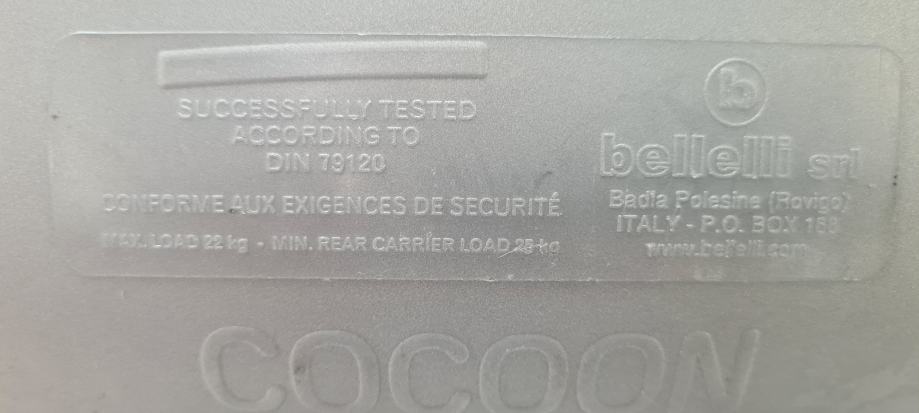 SUCCESSFULLY TESTED
ACCORDING TO
DIN 79120
CONFORME AUX EXIGENCES DE SECURITÉ
MAX. LOAD 22 kg - MIN. REAR CARRIER LOAD 25 kg
b
bellelli srl
Badia Polesine (Rovigo)
ITALY - P.O. BOX 168
www.bellelli.com
COCOON